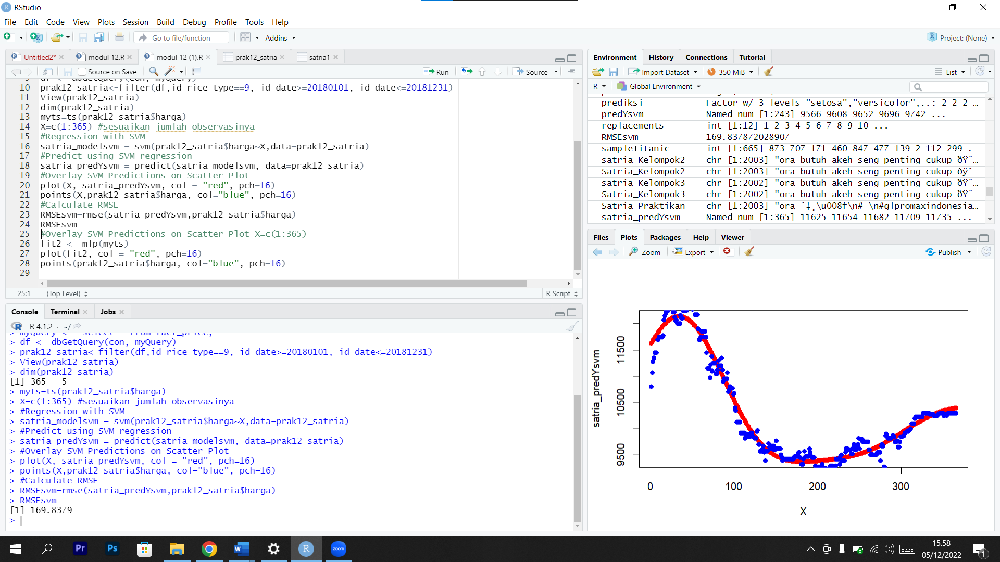 RStudio
File Edit Code View Plots Session Build Debug Profile Tools Help
Go to file/function Addins Project: (None)
Untitled2* modul 12.R modul 12 (1).R prak12_satria satria1
Source on Save Run Source
10 prak12_satria<-filter(df,id_rice_type==9, id_date>=20180101, id_date<=20181231)
11 View(prak12_satria)
12 dim(prak12_satria)
13 myts=ts(prak12_satria$harga)
14 X=c(1:365) #sesuaikan jumlah observasinya
15 #Regression with SVM
16 satria_modelsvm = svm(prak12_satria$harga~X,data=prak12_satria)
17 #Predict using SVM regression
18 satria_predYsvm = predict(satria_modelsvm, data=prak12_satria)
19 #Overlay SVM Predictions on Scatter Plot
20 plot(X, satria_predYsvm, col = "red", pch=16)
21 points(X,prak12_satria$harga, col="blue", pch=16)
22 #Calculate RMSE
23 RMSEsvm=rmse(satria_predYsvm,prak12_satria$harga)
24 RMSEsvm
25 #Overlay SVM Predictions on Scatter Plot X=c(1:365)
26 fit2 <- mlp(myts)
27 plot(fit2, col = "red", pch=16)
28 points(prak12_satria$harga, col="blue", pch=16)
29
25:1 (Top Level) R Script
Console Terminal Jobs
R 4.1.2 · ~/
> df <- dbGetQuery(con, myQuery)
> prak12_satria<-filter(df,id_rice_type==9, id_date>=20180101, id_date<=20181231)
> View(prak12_satria)
> dim(prak12_satria)
[1] 365 5
> myts=ts(prak12_satria$harga)
> X=c(1:365) #sesuaikan jumlah observasinya
> #Regression with SVM
> satria_modelsvm = svm(prak12_satria$harga~X,data=prak12_satria)
> #Predict using SVM regression
> satria_predYsvm = predict(satria_modelsvm, data=prak12_satria)
> #Overlay SVM Predictions on Scatter Plot
> plot(X, satria_predYsvm, col = "red", pch=16)
> points(X,prak12_satria$harga, col="blue", pch=16)
> #Calculate RMSE
> RMSEsvm=rmse(satria_predYsvm,prak12_satria$harga)
> RMSEsvm
[1] 169.8379
>
Environment History Connections Tutorial
Import Dataset 350 MiB List
R Global Environment
prediksi Factor w/ 3 levels "setosa","versicolor",..: 2 2 2 …
predYsvm Named num [1:243] 9566 9608 9652 9696 9742 ...
replacements int [1:12] 1 2 3 4 5 6 7 8 9 10 ...
RMSEsvm 169.837872028907
sampleTitanic int [1:665] 873 707 171 460 847 477 139 2 112 299 .…
satria_Kelompok2 chr [1:2003] "ora butuh akeh seng penting cukup ðŸ˜…
Satria_Kelompok2 chr [1:2003] "ora butuh akeh seng penting cukup ðÿ˜…
satria_Kelompok3 chr [1:2002] "ora butuh akeh seng penting cukup ðŸ˜…
Satria_Kelompok3 chr [1:2002] "ora butuh akeh seng penting cukup ðŸ˜…
Satria_Praktikan chr [1:2003] "ora ˜‡¸\u008f\n# \n#glpromaxindonesia…
satria_predYsvm Named num [1:365] 11625 11654 11682 11709 11735 ...
Files Plots Packages Help Viewer
Zoom Export Publish
satria_predYsvm
11500
10500
9500
0 100 200 300
X
Pr Ps W R zoom
15.58
05/12/2022
1